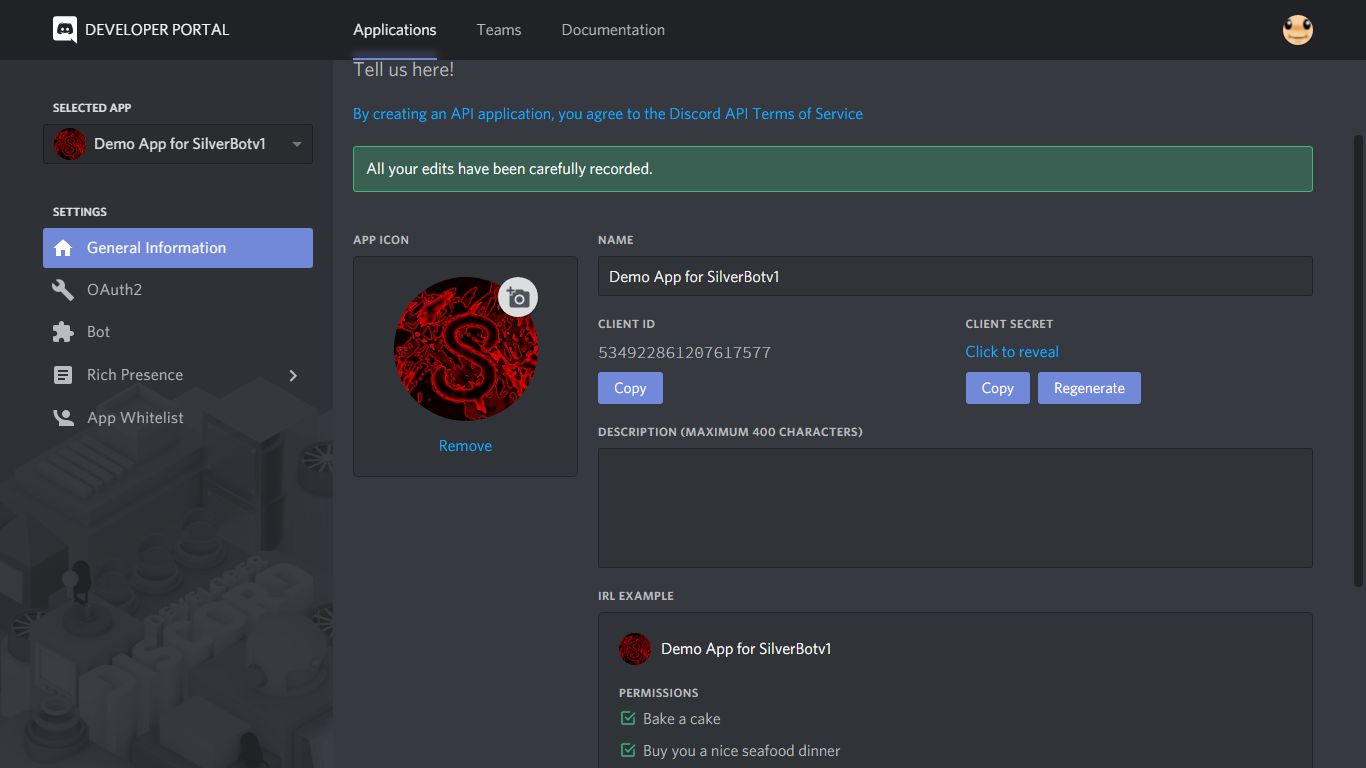 DEVELOPER PORTAL
Applications
Teams
Documentation
SELECTED APP
Demo App for SilverBotv1
SETTINGS
General Information
OAuth2
Bot
Rich Presence
App Whitelist
DEVELOPER
DISCORD
Tell us here!
By creating an API application, you agree to the Discord API Terms of Service
All your edits have been carefully recorded.
APP ICON
S
Remove
NAME
Demo App for SilverBotv1
CLIENT ID
534922861207617577
Copy
CLIENT SECRET
Click to reveal
Copy
Regenerate
DESCRIPTION (MAXIMUM 400 CHARACTERS)
IRL EXAMPLE
Demo App for SilverBotv1
PERMISSIONS
Bake a cake
Buy you a nice seafood dinner